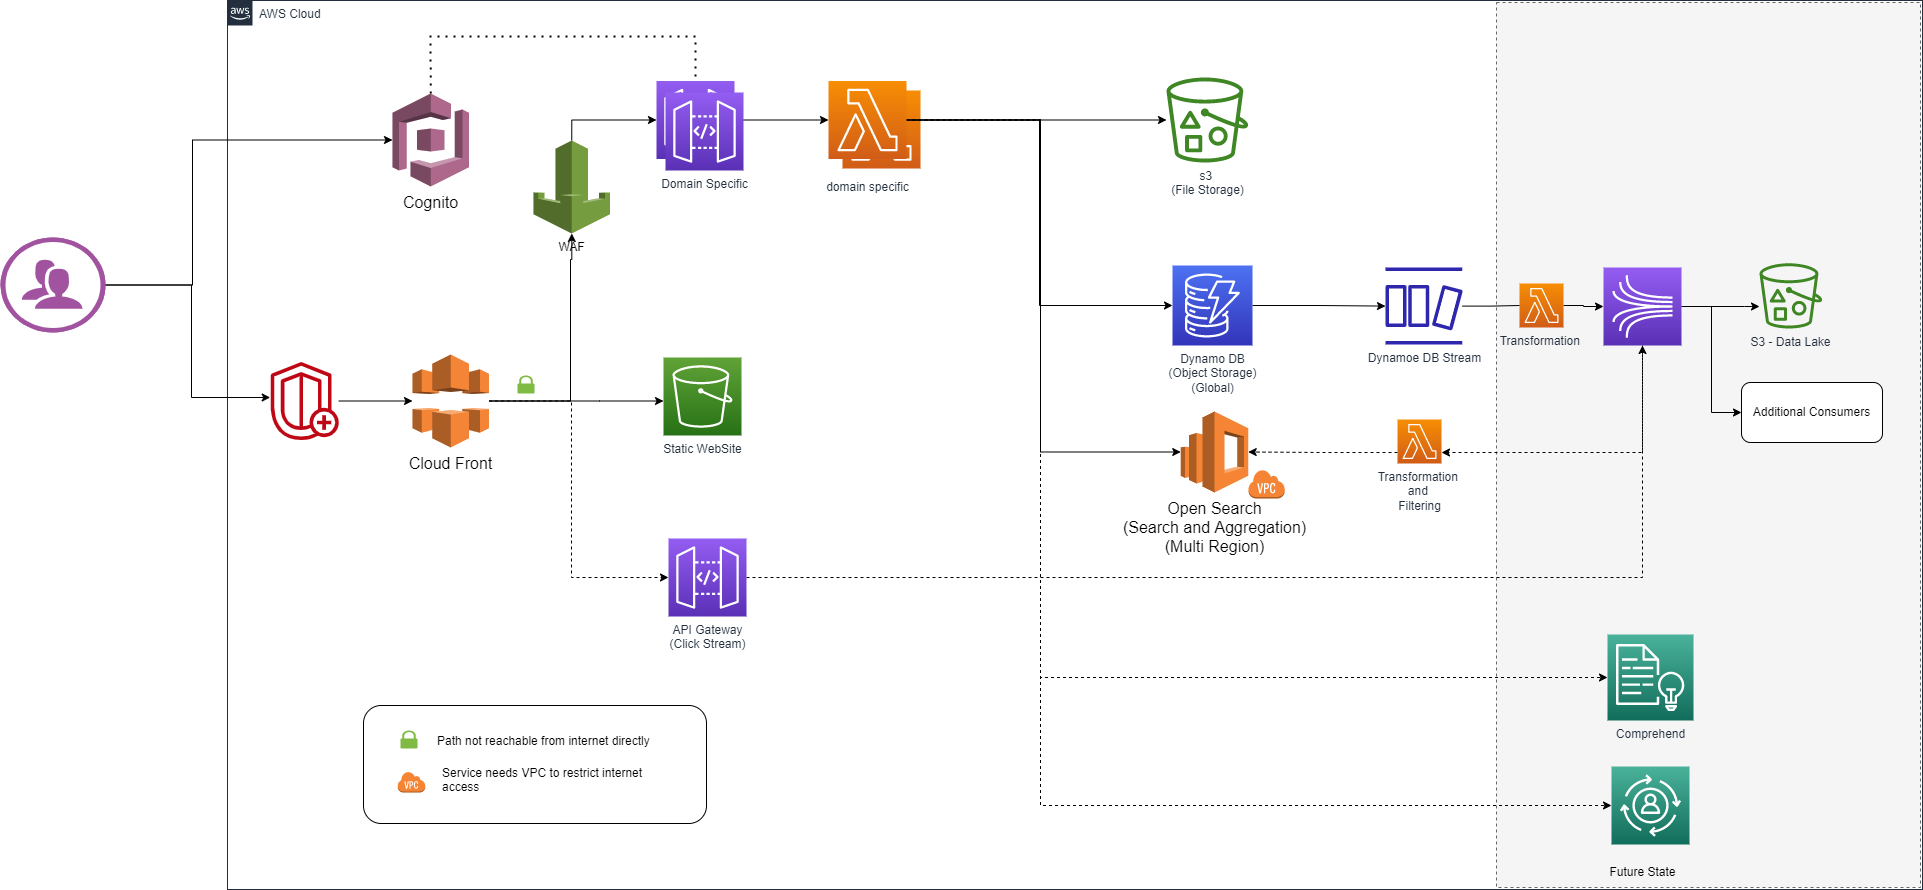 aws
AWS Cloud
Cognito
WAF
Domain Specific
domain specific
s3
(File Storage)
Dynamo DB
(Object Storage)
(Global)
Dynamoe DB Stream
Transformation
S3 - Data Lake
Additional Consumers
Cloud Front
Static WebSite
VPC
Open Search
(Search and Aggregation)
(Multi Region)
Transformation
and
Filtering
</>
</>
API Gateway
(Click Stream)
Comprehend
Path not reachable from internet directly
VPC
Service needs VPC to restrict internet
access
Future State